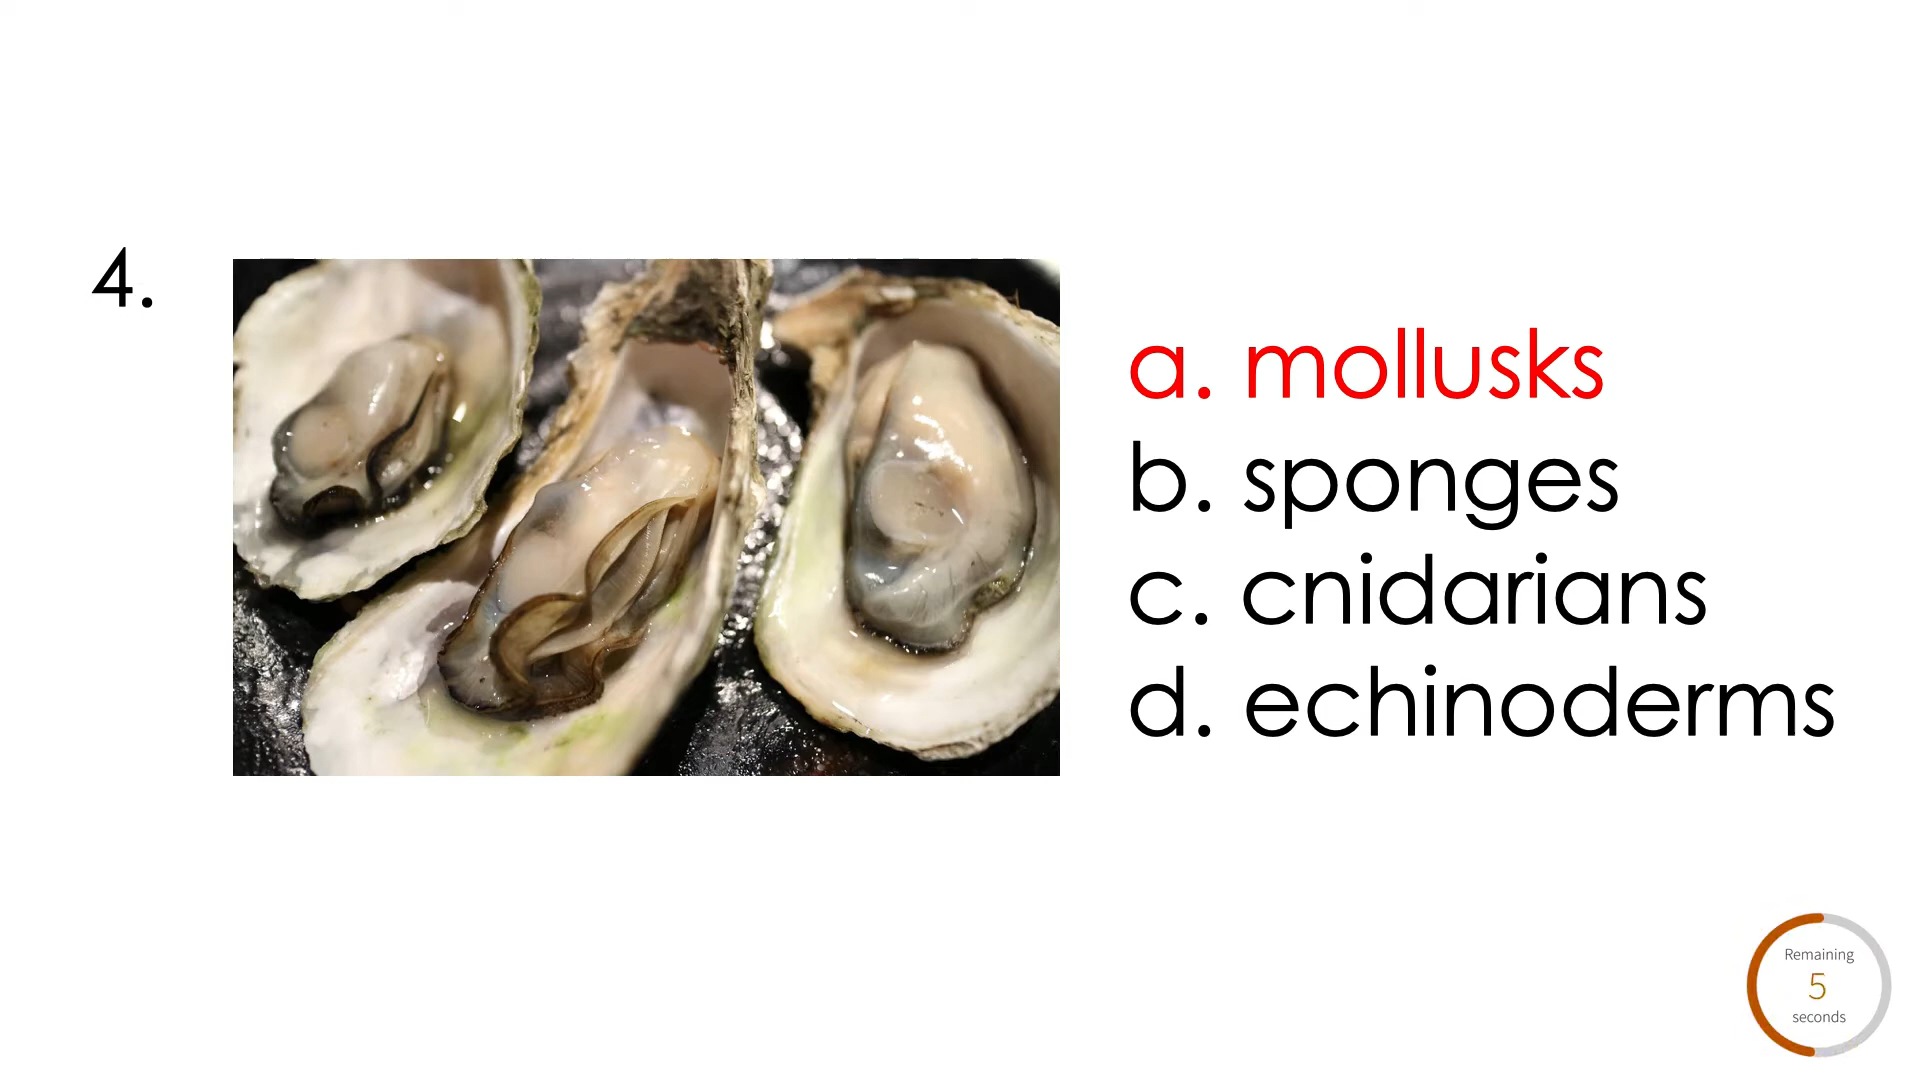 4.
a. mollusks
b. sponges
c. cnidarians
d. echinoderms
Remaining
5
seconds